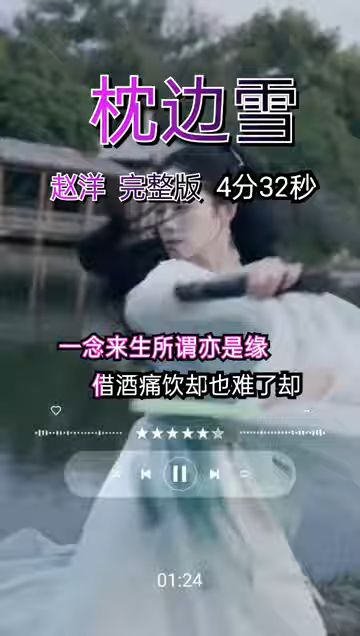 枕边雪
赵洋 完整版 4分32秒
一念来生所谓亦是缘
借酒痛饮却也难了却
01:24